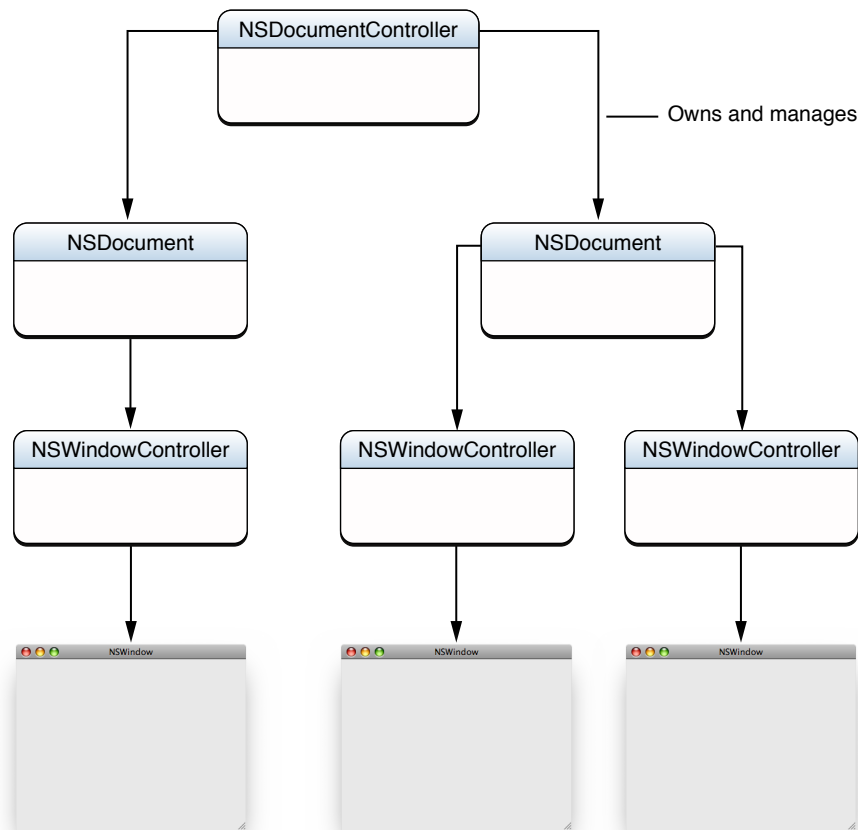 NSDocumentController
Owns and manages
NSDocument
NSDocument
NSWindowController
NSWindowController
NSWindowController
NSWindow
NSWindow
NSWindow